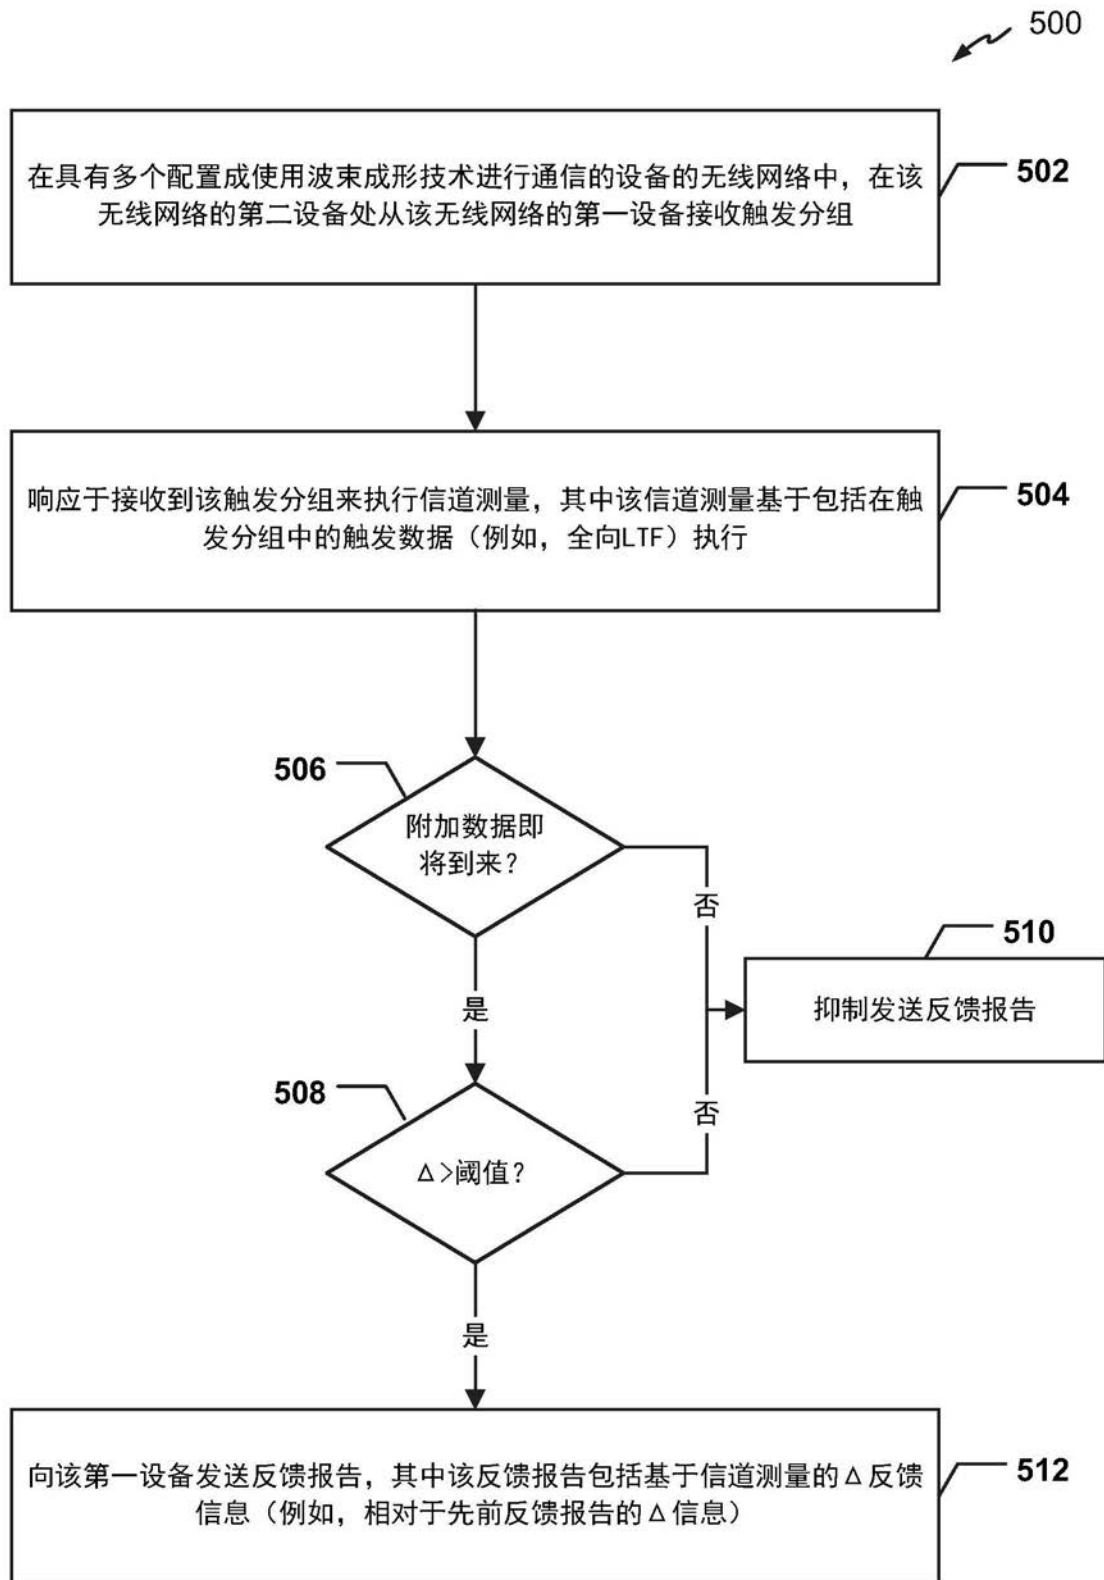 500
在具有多个配置成使用波束成形技术进行通信的设备的无线网络中，在该
无线网络的第二设备处从该无线网络的第一设备接收触发分组
502
响应于接收到该触发分组来执行信道测量，其中该信道测量基于包括在触
发分组中的触发数据（例如，全向LTF）执行
504
506
附加数据即
将到来？
否
是
510
抑制发送反馈报告
508
Δ>阈值？
否
是
向该第一设备发送反馈报告，其中该反馈报告包括基于信道测量的Δ反馈
信息（例如，相对于先前反馈报告的Δ信息）
512